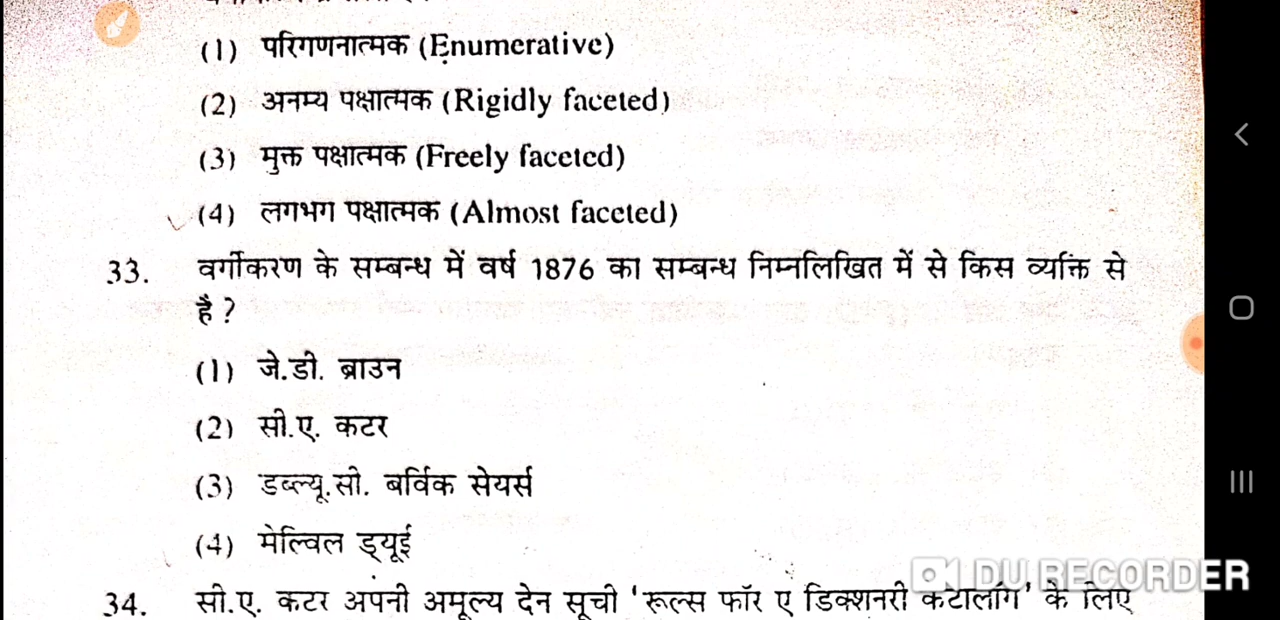 (1) परिगणनात्मक (Enumerative)
(2) अनम्य पक्षात्मक (Rigidly faceted)
(3) मुक्त पक्षात्मक (Freely faceted)
(4) लगभग पक्षात्मक (Almost faceted)
33. वर्गीकरण के सम्बन्ध में वर्ष 1876 का सम्बन्ध निम्नलिखित में से किस व्यक्ति से
है ?
(1) जे.डी. ब्राउन
(2) सी.ए. कटर
(3) डब्ल्यू.सी. बर्विक सेयर्स
(4) मेल्विल ड्यूई
DU RECORDER
34. सी.ए. कटर अपनी अमूल्य देन सूची 'रूल्स फॉर ए डिक्शनरी कटालॉग' के लिए